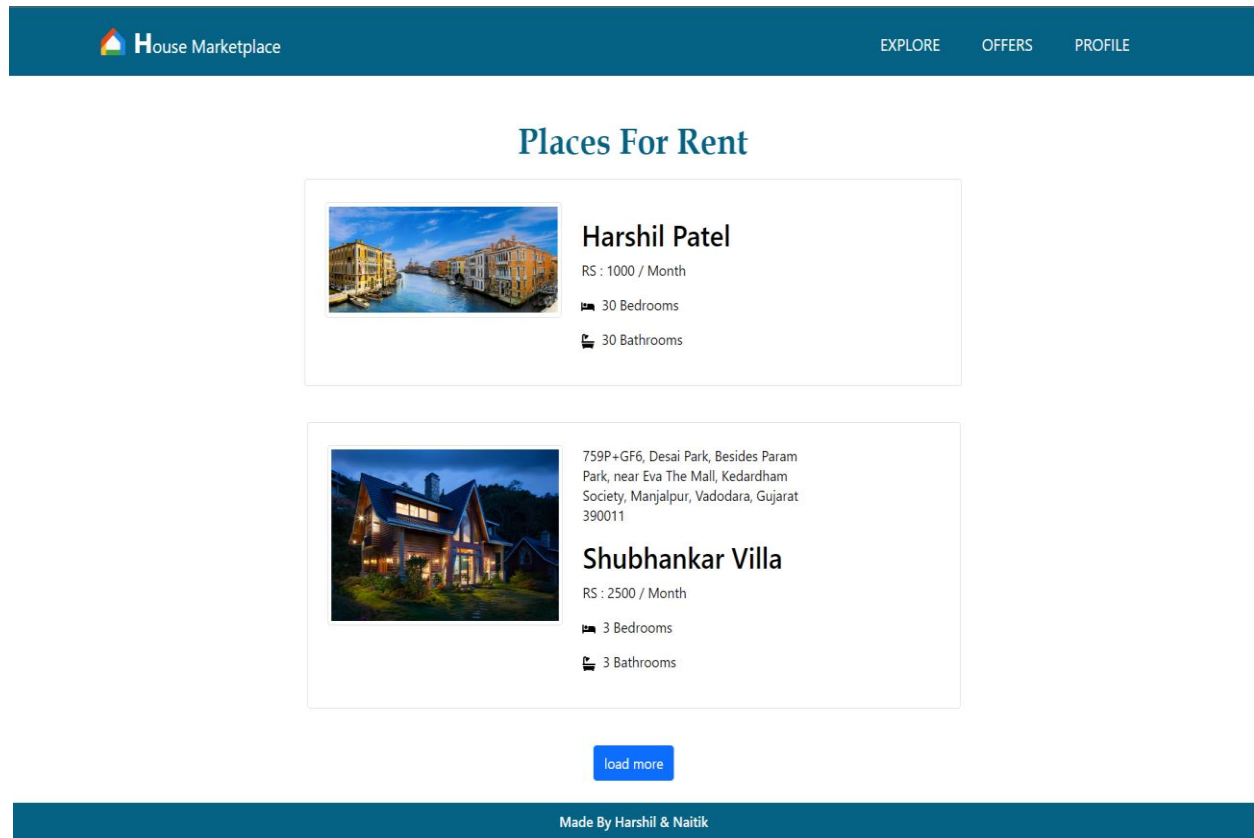 House Marketplace
EXPLORE
OFFERS
PROFILE
Places For Rent
Harshil Patel
RS : 1000 / Month
30 Bedrooms
30 Bathrooms
759P+GF6, Desai Park, Besides Param
Park, near Eva The Mall, Kedardham
Society, Manjalpur, Vadodara, Gujarat
390011
Shubhankar Villa
RS : 2500 / Month
3 Bedrooms
3 Bathrooms
load more
Made By Harshil & Naitik